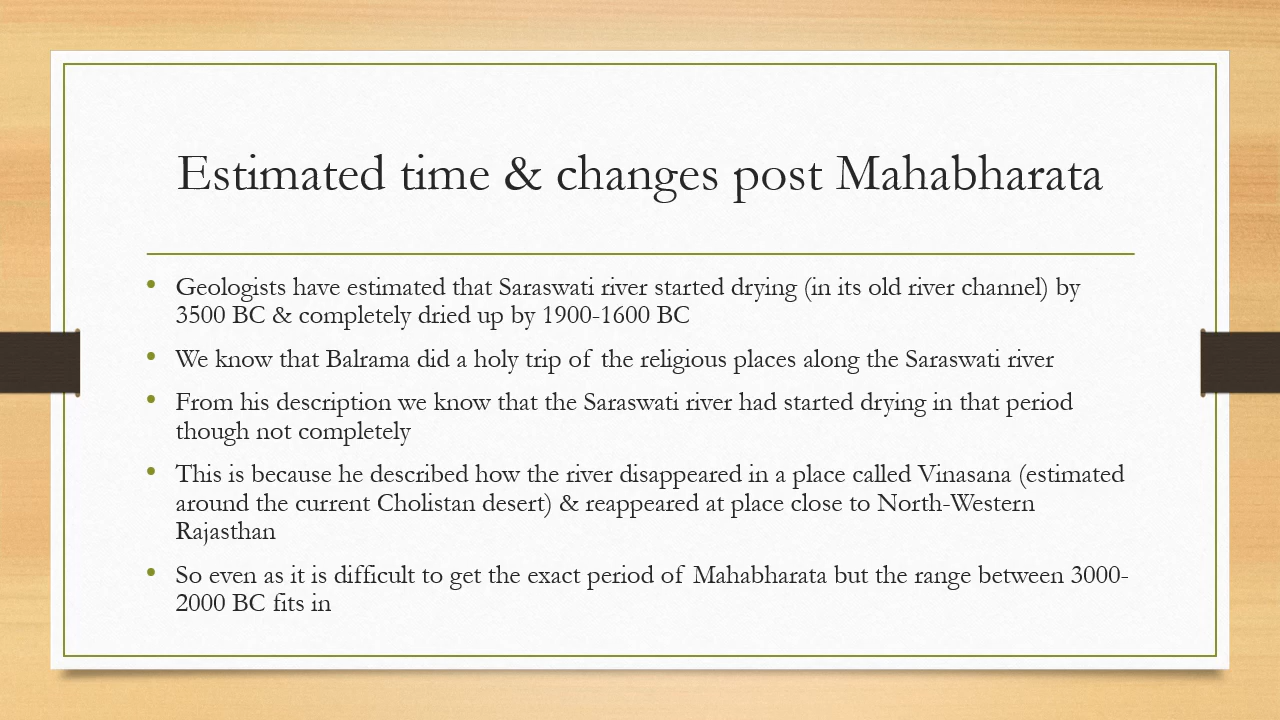 Estimated time & changes post Mahabharata
• Geologists have estimated that Saraswati river started drying (in its old river channel) by
3500 BC & completely dried up by 1900-1600 BC
• We know that Balrama did a holy trip of the religious places along the Saraswati river
• From his description we know that the Saraswati river had started drying in that period
though not completely
• This is because he described how the river disappeared in a place called Vinasana (estimated
around the current Cholistan desert) & reappeared at place close to North-Western
Rajasthan
• So even as it is difficult to get the exact period of Mahabharata but the range between 3000-
2000 BC fits in